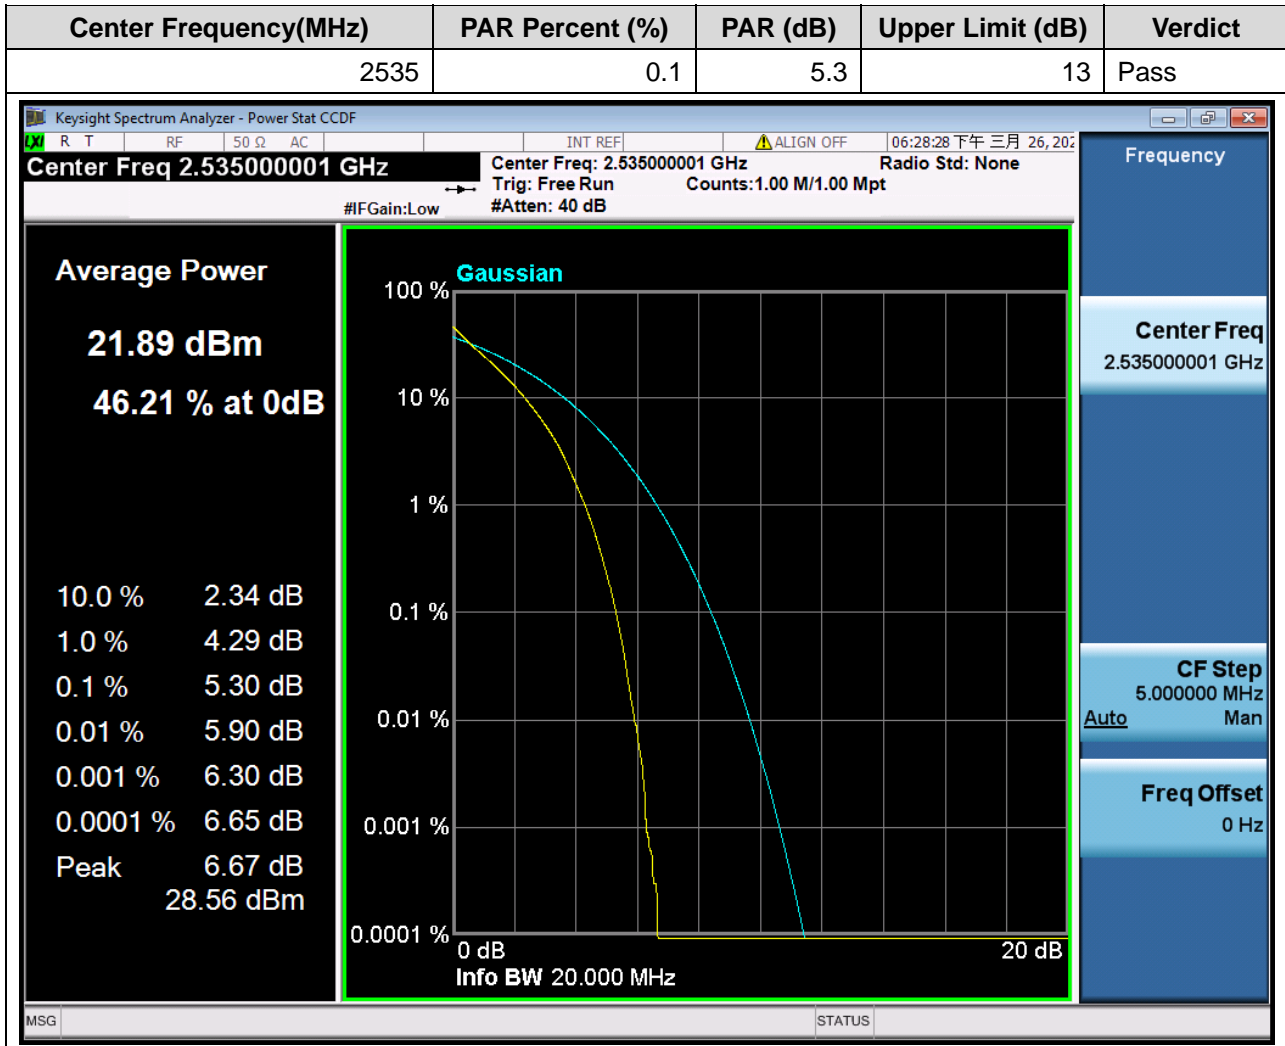 Center Frequency(MHz) PAR Percent (%) PAR (dB) Upper Limit (dB) Verdict
2535 0.1 5.3 13 Pass
Keysight Spectrum Analyzer - Power Stat CCDF
LXI R T RF 50 Ω AC INT REF ALIGN OFF 06:28:28 下午 三月 26, 202
Center Freq 2.535000001 GHz
Center Freq: 2.535000001 GHz Radio Std: None
Trig: Free Run Counts:1.00 M/1.00 Mpt
#IFGain:Low #Atten: 40 dB
Frequency
Average Power
21.89 dBm
46.21 % at 0dB
10.0 % 2.34 dB
1.0 % 4.29 dB
0.1 % 5.30 dB
0.01 % 5.90 dB
0.001 % 6.30 dB
0.0001 % 6.65 dB
Peak 6.67 dB
28.56 dBm
Gaussian
100 %
10 %
1 %
0.1 %
0.01 %
0.001 %
0.0001 %
0 dB 20 dB
Info BW 20.000 MHz
Center Freq
2.535000001 GHz
CF Step
5.000000 MHz
Auto Man
Freq Offset
0 Hz
MSG STATUS